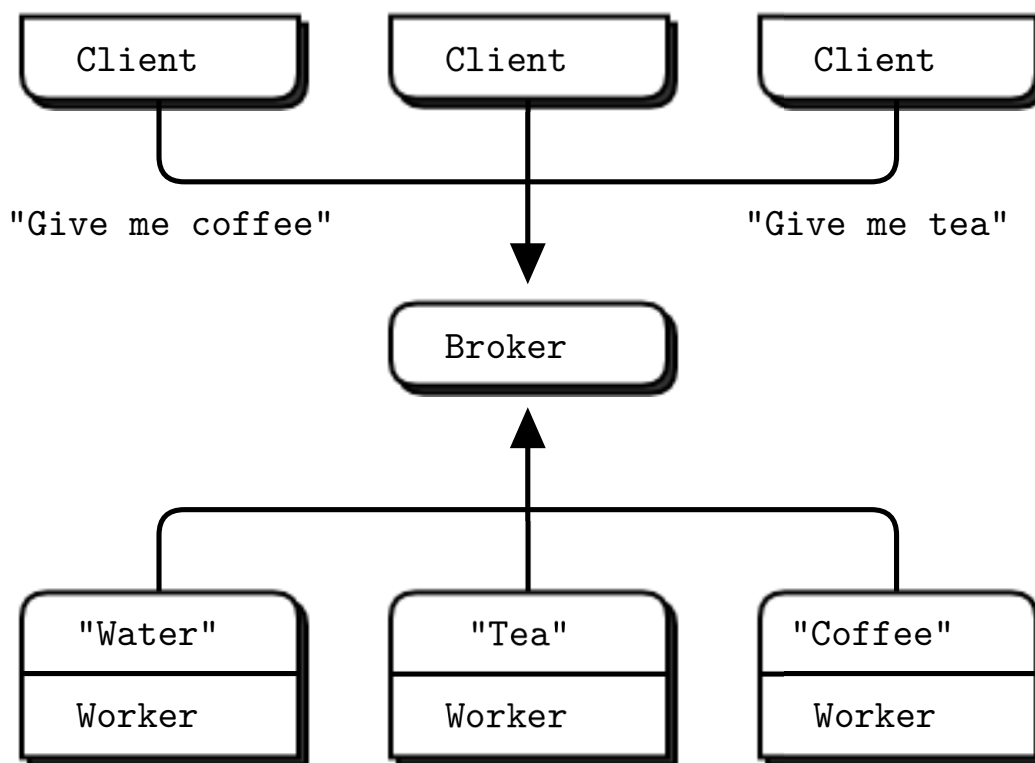 Client Client Client
"Give me coffee" "Give me tea"
Broker
"Water" "Tea" "Coffee"
Worker Worker Worker